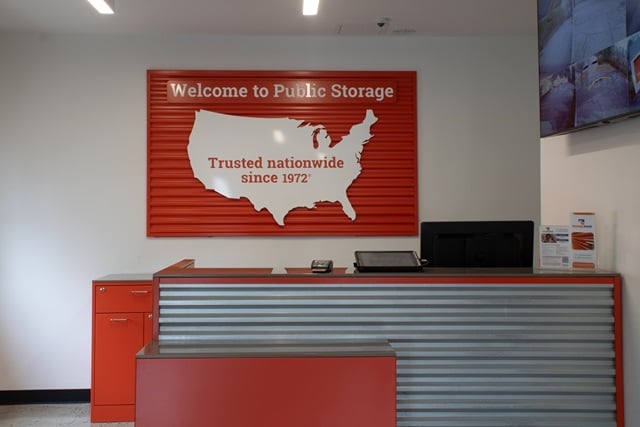 Welcome to Public Storage
Trusted nationwide
since 1972®